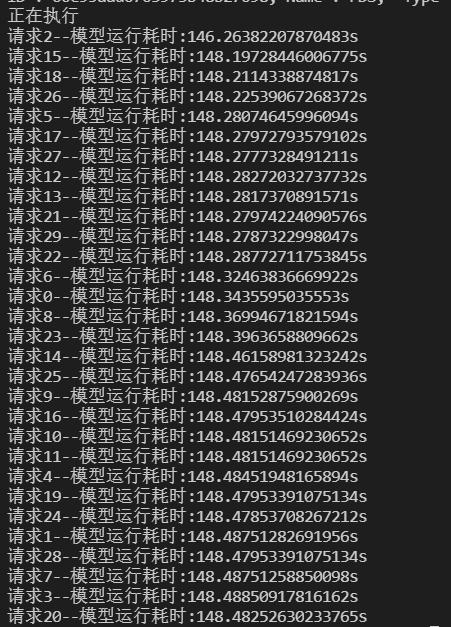 正在执行
请求2--模型运行耗时:146.26382207870483s
请求15--模型运行耗时:148.19728446006775s
请求18--模型运行耗时:148.2114338874817s
请求26--模型运行耗时:148.22539067268372s
请求5--模型运行耗时:148.28074645996094s
请求17--模型运行耗时:148.27972793579102s
请求27--模型运行耗时:148.2777328491211s
请求12--模型运行耗时:148.28272032737732s
请求13--模型运行耗时:148.2817370891571s
请求21--模型运行耗时:148.27974224090576s
请求29--模型运行耗时:148.2787322998047s
请求22--模型运行耗时:148.28772711753845s
请求6--模型运行耗时:148.32463836669922s
请求0--模型运行耗时:148.3435595035553s
请求8--模型运行耗时:148.36994671821594s
请求23--模型运行耗时:148.3963658809662s
请求14--模型运行耗时:148.46158981323242s
请求25--模型运行耗时:148.47654247283936s
请求9--模型运行耗时:148.48152875900269s
请求16--模型运行耗时:148.47953510284424s
请求10--模型运行耗时:148.48151469230652s
请求11--模型运行耗时:148.48151469230652s
请求4--模型运行耗时:148.48451948165894s
请求19--模型运行耗时:148.47953391075134s
请求24--模型运行耗时:148.47853708267212s
请求1--模型运行耗时:148.48751282691956s
请求28--模型运行耗时:148.47953391075134s
请求7--模型运行耗时:148.48751258850098s
请求3--模型运行耗时:148.48850917816162s
请求20--模型运行耗时:148.48252630233765s